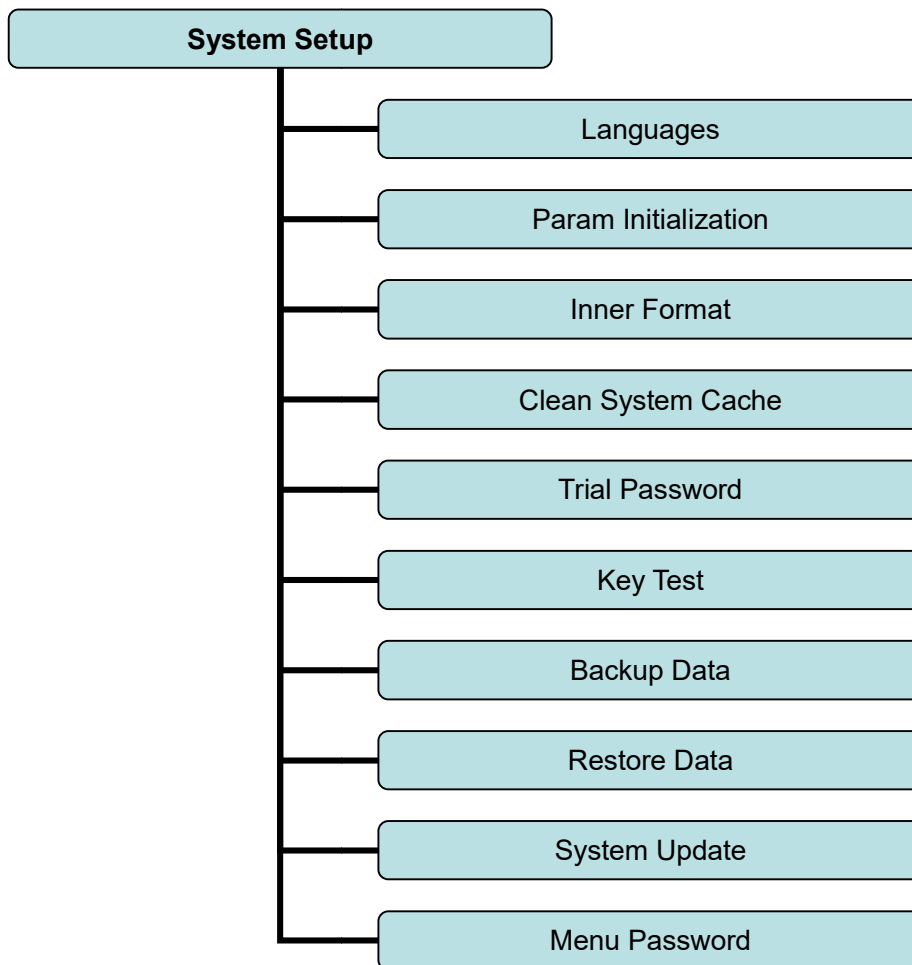 System Setup
Languages
Param Initialization
Inner Format
Clean System Cache
Trial Password
Key Test
Backup Data
Restore Data
System Update
Menu Password